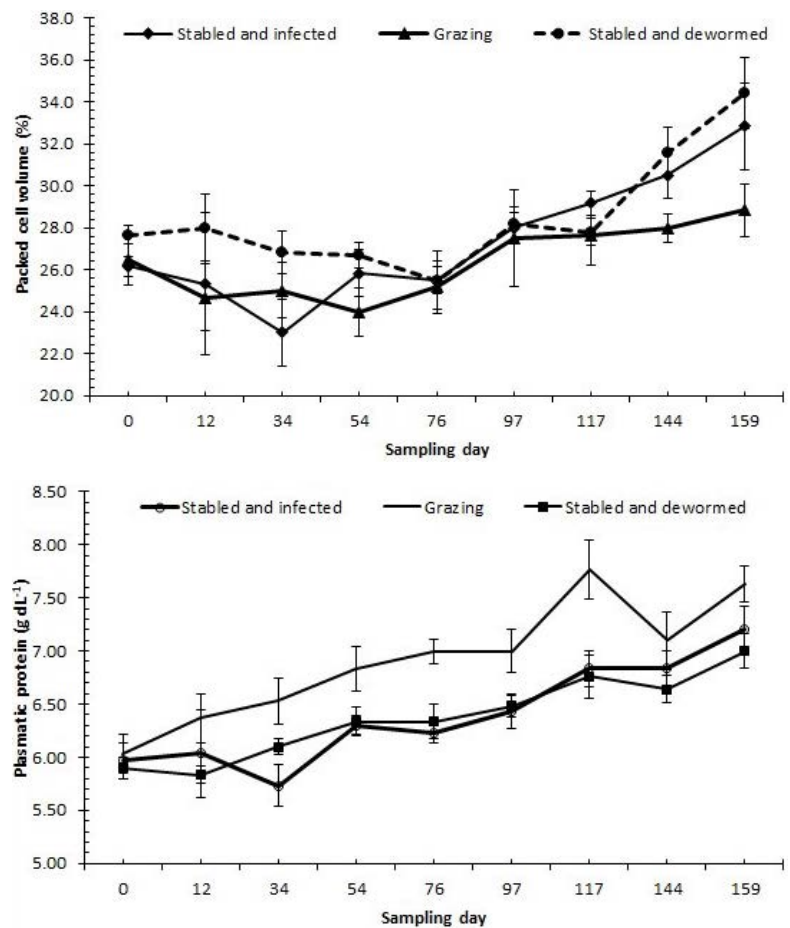 38.0
36.0
34.0
32.0
30.0
28.0
26.0
24.0
22.0
20.0
Packed cell volume (%)
Stabled and infected Grazing Stabled and dewormed
0 12 34 54 76 97 117 144 159
Sampling day
8.50
8.00
7.50
7.00
6.50
6.00
5.50
5.00
Plasmatic protein (g dL-1)
Stabled and infected Grazing Stabled and dewormed
0 12 34 54 76 97 117 144 159
Sampling day